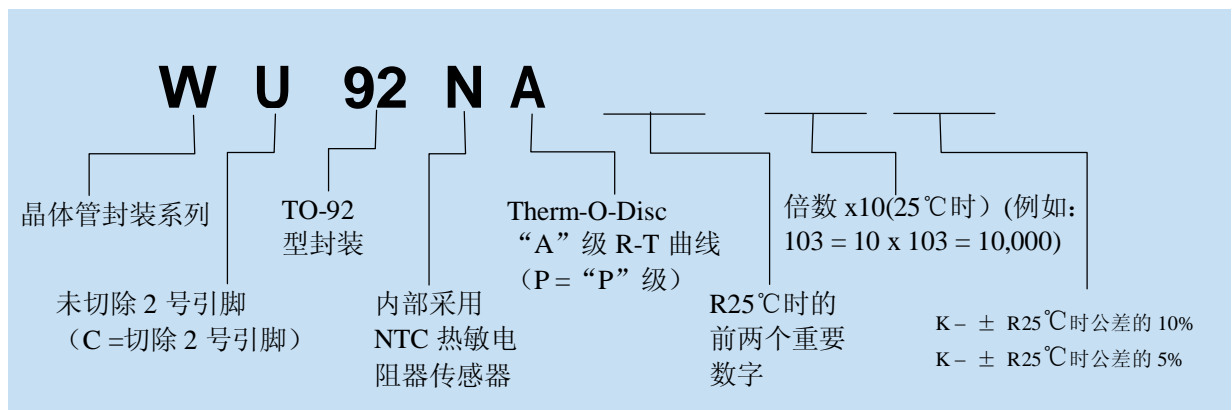 W U 92 N A
晶体管封装系列
TO-92
型封装
Therm-O-Disc
“A”级 R-T 曲线
（P =“P”级）
倍数 x10(25℃时）(例如：
103 = 10 x 103 = 10,000)
未切除 2 号引脚
（C =切除 2 号引脚）
内部采用
NTC 热敏电
阻器传感器
R25℃时的
前两个重要
数字
K – ± R25℃时公差的 10%
K – ± R25℃时公差的 5%